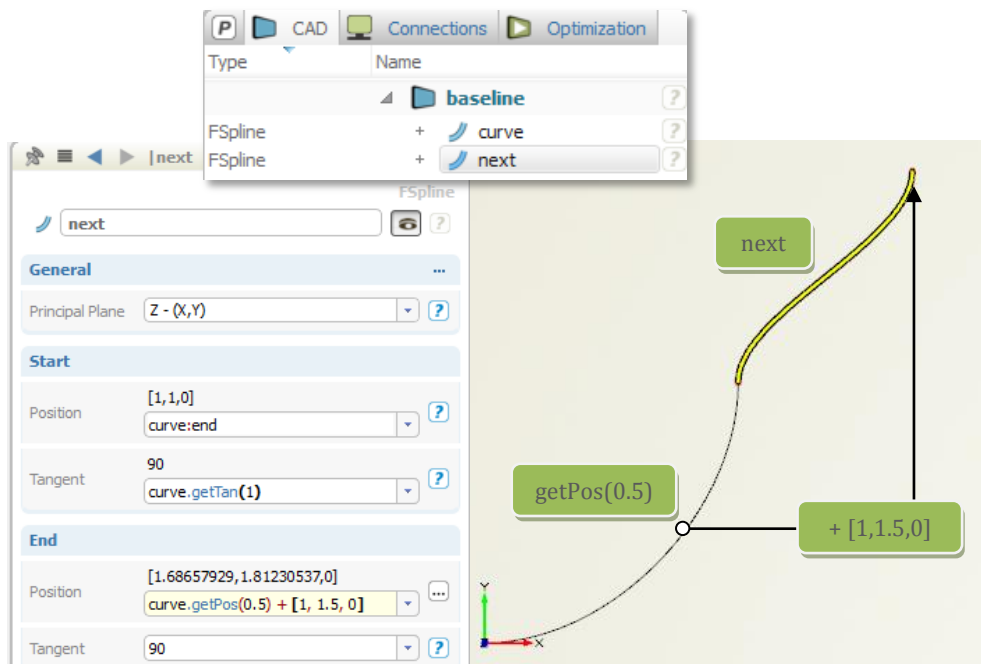 P CAD Connections Optimization
Type Name
baseline ?
FSpline + curve ?
FSpline + next ?
|next
FSpline
next ?
General ...
Principal Plane Z - (X,Y) ?
Start
[1,1,0]
Position curve:end ?
90
Tangent curve.getTan(1) ?
End
[1.68657929,1.81230537,0]
Position curve.getPos(0.5) + [1, 1.5, 0] ...
Tangent 90 ?
next
getPos(0.5)
+ [1,1.5,0]
Y
X